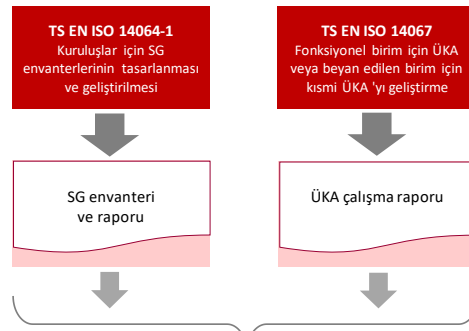 TS EN ISO 14064-1
Kuruluşlar için SG
envanterlerinin tasarlanması
ve geliştirilmesi
TS EN ISO 14067
Fonksiyonel birim için ÜKA
veya beyan edilen birim için
kısmi ÜKA 'yı geliştirme
SG envanteri
ve raporu
ÜKA çalışma raporu